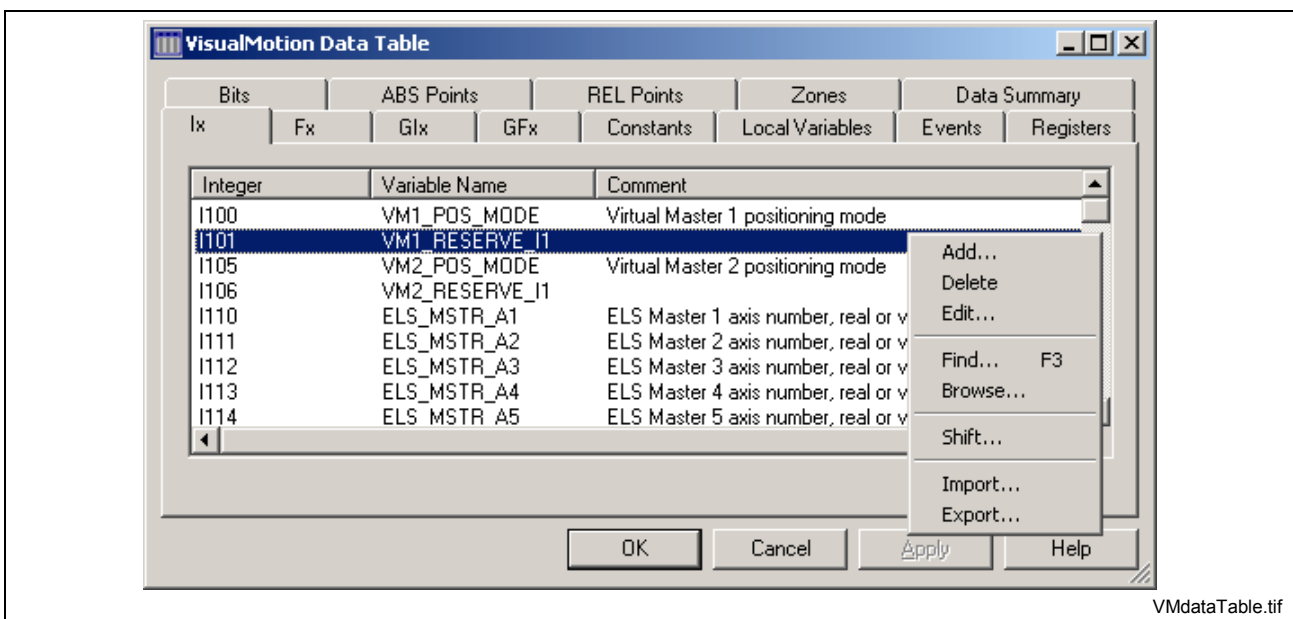 VisualMotion Data Table
Bits ABS Points REL Points Zones Data Summary
Ix Fx GIx GFx Constants Local Variables Events Registers
Integer Variable Name Comment
I100 VM1_POS_MODE Virtual Master 1 positioning mode
I101 VM1_RESERVE_I1
I105 VM2_POS_MODE Virtual Master 2 positioning mode
I106 VM2_RESERVE_I1
I110 ELS_MSTR_A1 ELS Master 1 axis number, real or v
I111 ELS_MSTR_A2 ELS Master 2 axis number, real or v
I112 ELS_MSTR_A3 ELS Master 3 axis number, real or v
I113 ELS_MSTR_A4 ELS Master 4 axis number, real or v
I114 ELS_MSTR_A5 ELS Master 5 axis number, real or v
Add...
Delete
Edit...
Find... F3
Browse...
Shift...
Import...
Export...
OK Cancel Apply Help
VMdataTable.tif